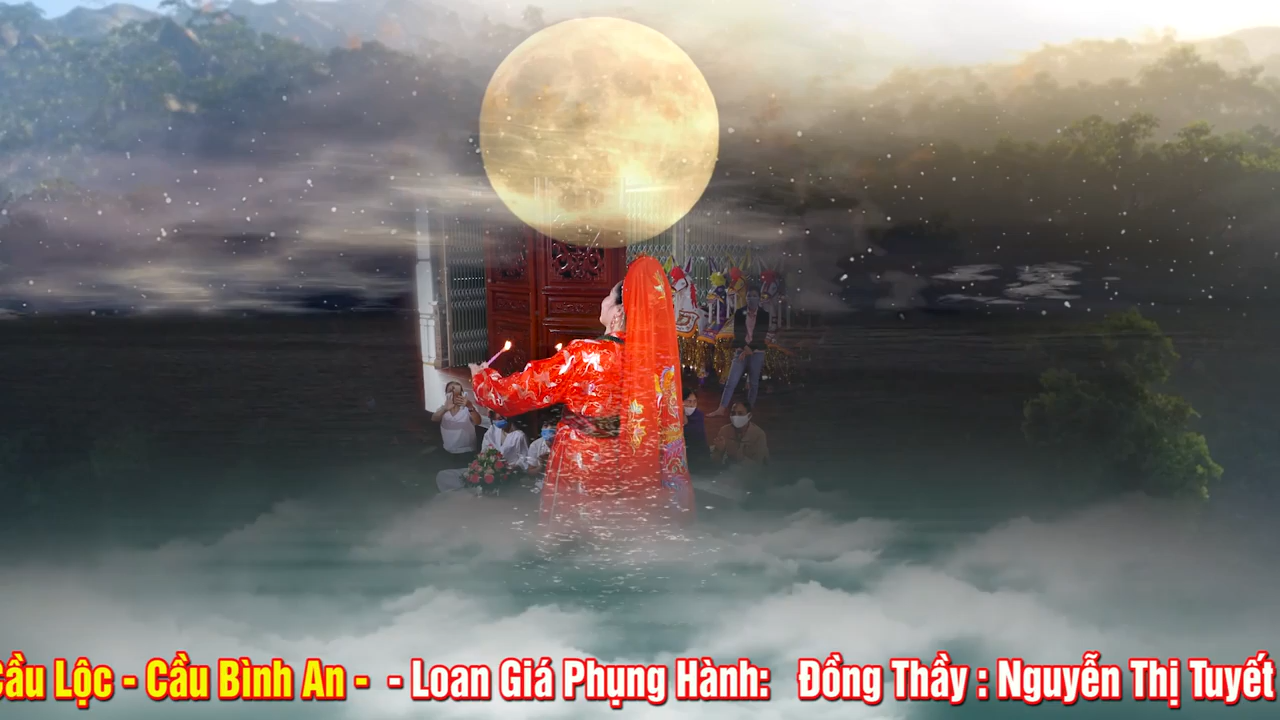 Cầu Lộc - Cầu Bình An - - Loan Giá Phụng Hành: Đồng Thầy : Nguyễn Thị Tuyết